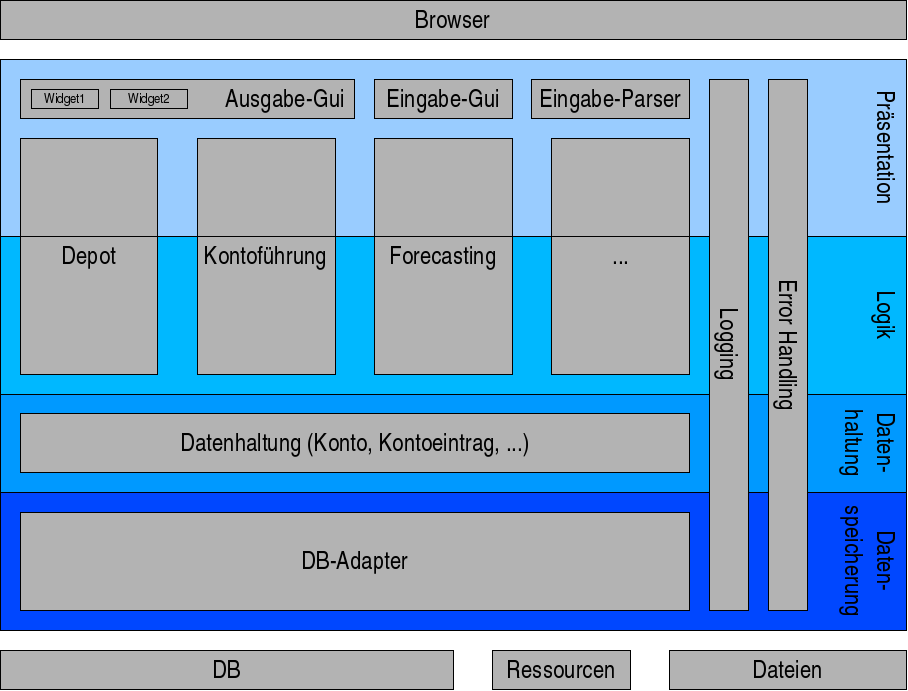 Browser
Widget1
Widget2
Ausgabe-Gui
Eingabe-Gui
Eingabe-Parser
Präsentation
Depot
Kontoführung
Forecasting
...
Logging
Error Handling
Logik
Datenhaltung (Konto, Kontoeintrag, ...)
Daten-
haltung
DB-Adapter
Daten-
speicherung
DB
Ressourcen
Dateien